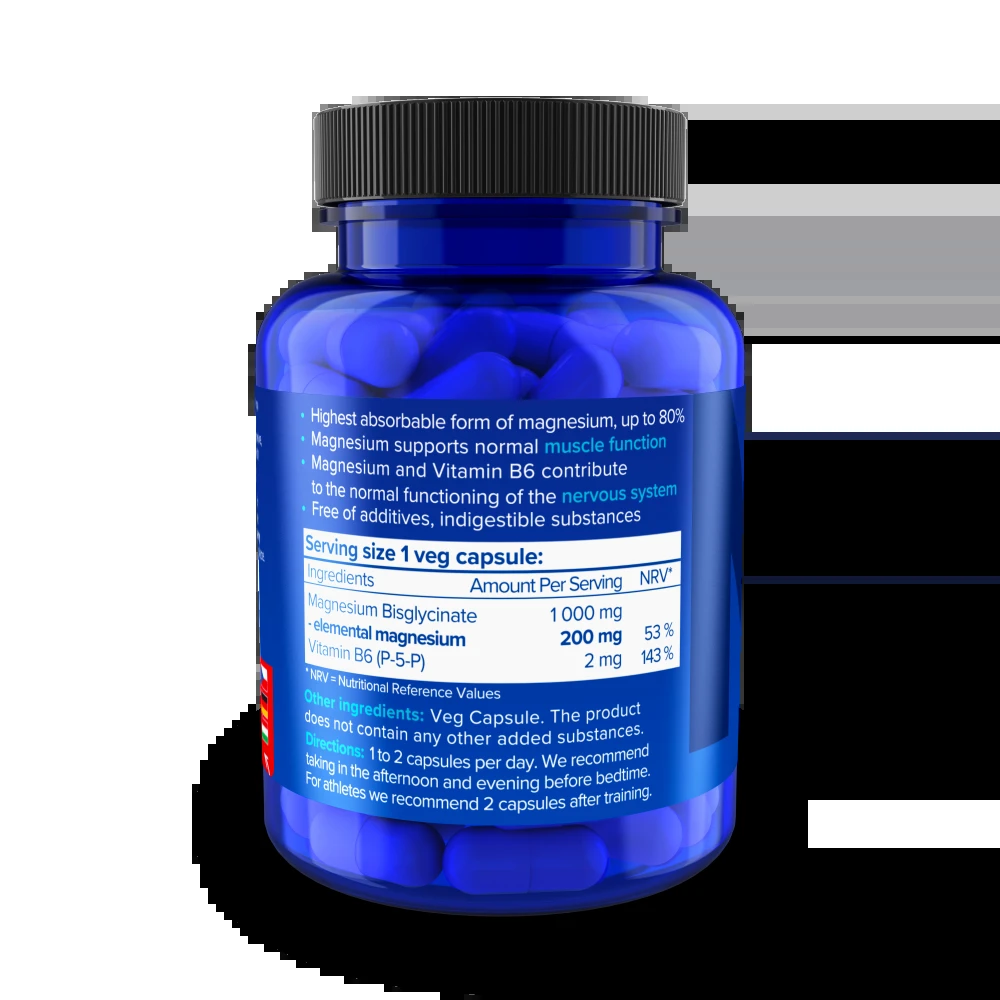 • Highest absorbable form of magnesium, up to 80%
• Magnesium supports normal muscle function
• Magnesium and Vitamin B6 contribute
to the normal functioning of the nervous system
• Free of additives, indigestible substances
Serving size 1 veg capsule:
Ingredients Amount Per Serving NRV*
Magnesium Bisglycinate 1 000 mg
- elemental magnesium 200 mg 53 %
Vitamin B6 (P-5-P) 2 mg 143 %
* NRV = Nutritional Reference Values
Other ingredients: Veg Capsule. The product
does not contain any other added substances.
Directions: 1 to 2 capsules per day. We recommend
taking in the afternoon and evening before bedtime.
For athletes we recommend 2 capsules after training.